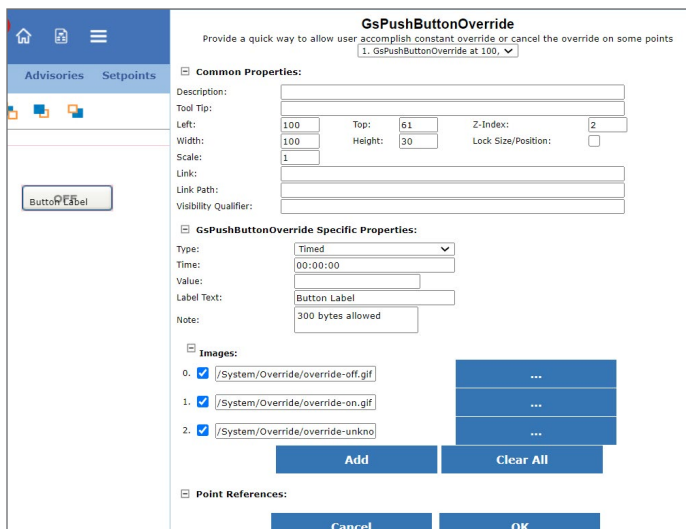 GsPushButtonOverride
Provide a quick way to allow user accomplish constant override or cancel the override on some points
1. GsPushButtonOverride at 100,
Advisories Setpoints
Common Properties:
Description:
Tool Tip:
Left: 100 Top: 61 Z-Index: 2
Width: 100 Height: 30 Lock Size/Position:
Scale: 1
Link:
Link Path:
Visibility Qualifier:
OFF
Button Label
GsPushButtonOverride Specific Properties:
Type: Timed
Time: 00:00:00
Value:
Label Text: Button Label
Note: 300 bytes allowed
Images:
0. /System/Override/override-off.gif ...
1. /System/Override/override-on.gif ...
2. /System/Override/override-unkno ...
Add Clear All
Point References:
Cancel OK